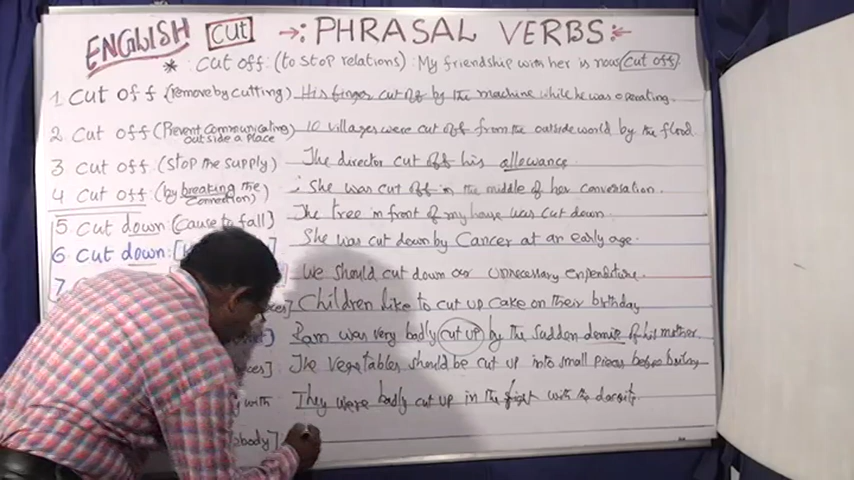 ENGLISH CUT →: PHRASAL VERBS :←
* : Cut off : (to stop relations) : My friendship with her is now cut off.
1. Cut off (remove by cutting) His finger cut off by the machine while he was operating.
2. Cut off (Prevent communicating outside a place) 10 villages were cut off from the outside world by the flood
3 Cut off (STOP the supply) The director cut off his allowance
4 Cut off (by breaking the connection) : She was cut off in the middle of her conversation.
5 Cut down (cause to fall) The tree in front of my house was cut down.
6. Cut down: [ She was cut down by Cancer at an early age.
7 We should cut down our unnecessary expenditure.
] Children like to cut up cake on their birthday
Ram was very badly cut up by the sudden demise of his mother.
] The vegetables should be cut up into small pieces before boiling
with They were badly cut up in the fight with the dacoits.
body]